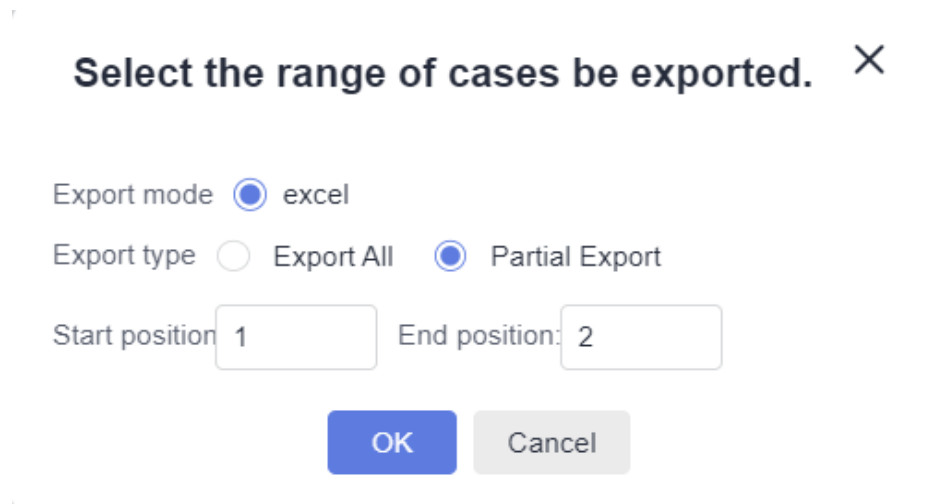 Select the range of cases be exported.
Export mode excel
Export type Export All Partial Export
Start position 1 End position: 2
OK Cancel